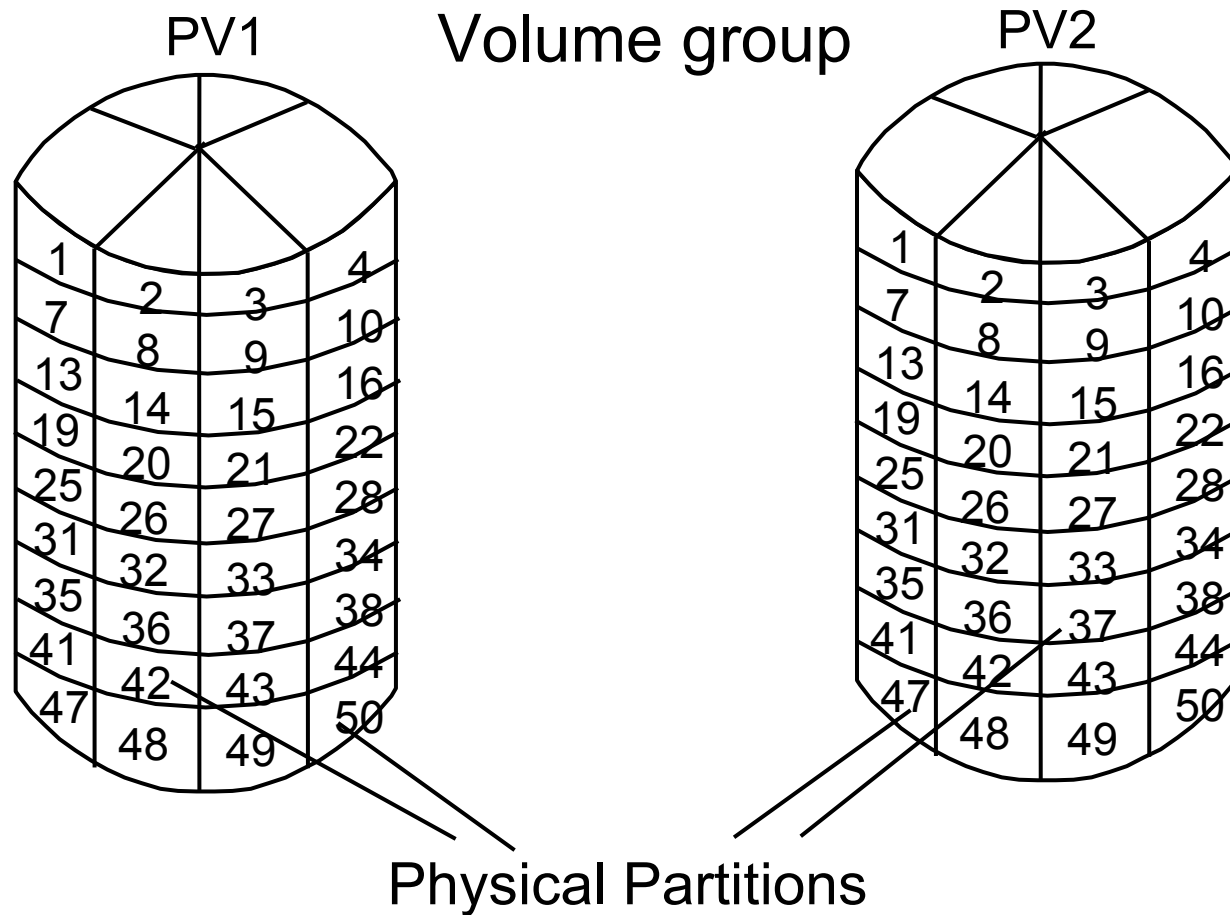 PV1 Volume group PV2
1 2 3 4 1 2 3 4
7 8 9 10 7 8 9 10
13 14 15 16 13 14 15 16
19 20 21 22 19 20 21 22
25 26 27 28 25 26 27 28
31 32 33 34 31 32 33 34
35 36 37 38 35 36 37 38
41 42 43 44 41 42 43 44
47 48 49 50 47 48 49 50
Physical Partitions